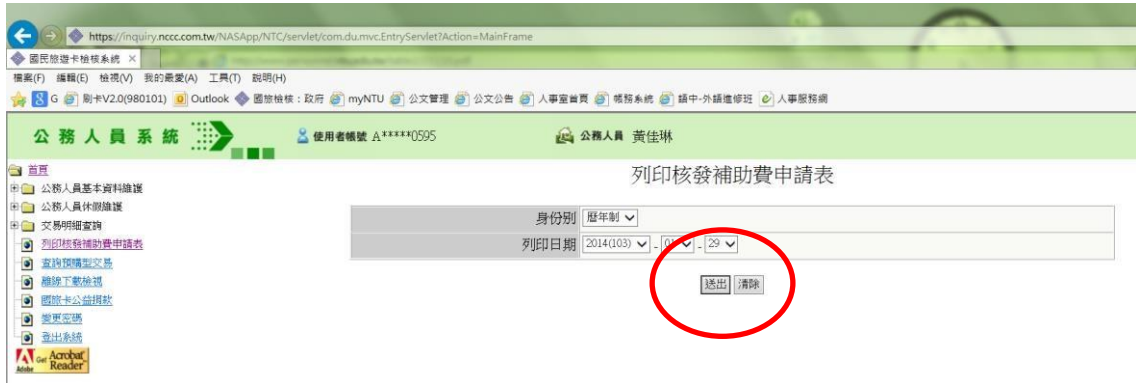 https://inquiry.nccc.com.tw/NASApp/NTC/servlet/com.du.mvc.EntryServlet?Action=MainFrame
國民旅遊卡檢核系統 ×
檔案(F) 編輯(E) 檢視(V) 我的最愛(A) 工具(T) 說明(H)
G 刷卡V2.0(980101) Outlook 國旅檢核：政府 myNTU 公文管理 公文公告 人事室首頁 帳務系統 語中-外語進修班 人事服務網
公務人員系統 使用者帳號 A*****0595 公務人員 黃佳琳
首頁
公務人員基本資料維護
公務人員休假維護
交易明細查詢
列印核發補助費申請表
查詢預購型交易
離線下載檢視
國旅卡公益捐款
變更密碼
登出系統
Get Acrobat Reader
Adobe
列印核發補助費申請表
身份別 曆年制
列印日期 2014(103) - 01 - 29
送出 清除